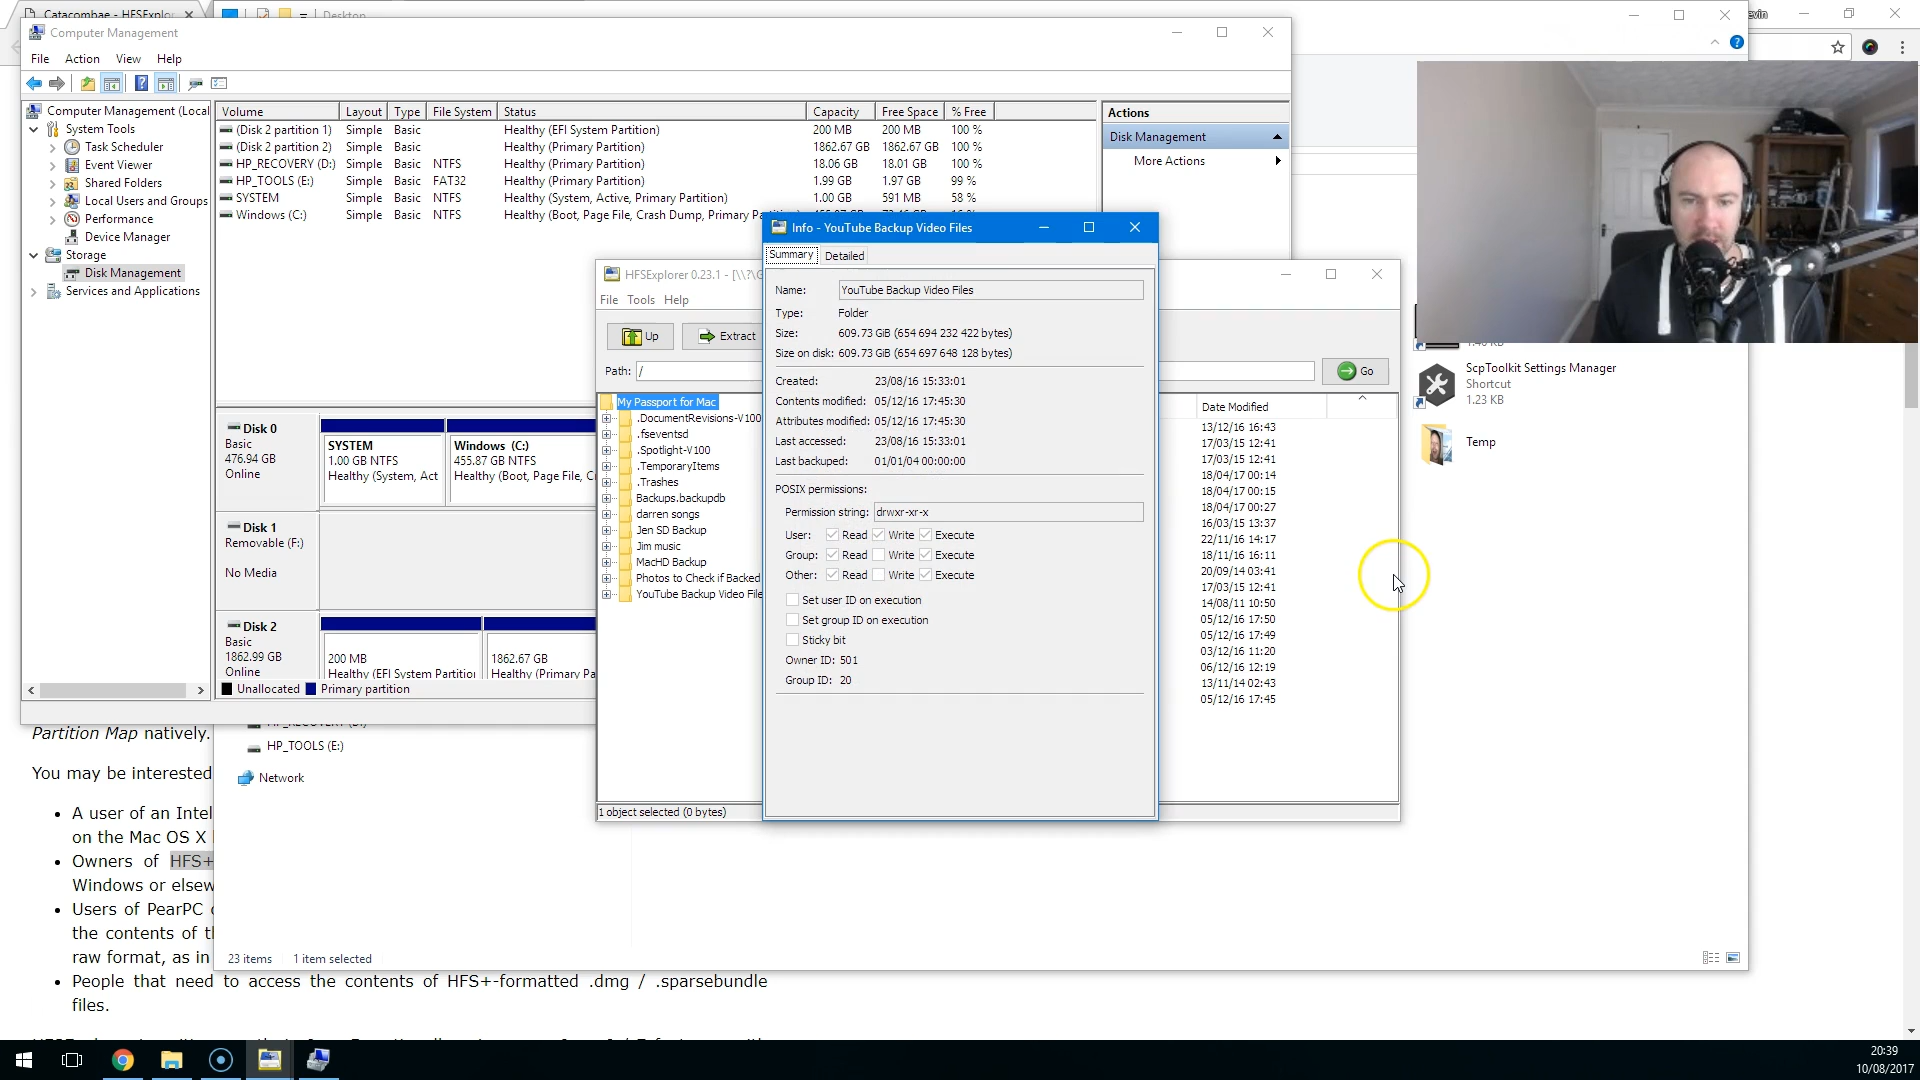 Catacombae - HFSExplo
Desktop
evin
Computer Management
File Action View Help
Computer Management (Local
System Tools
Task Scheduler
Event Viewer
Shared Folders
Local Users and Groups
Performance
Device Manager
Storage
Disk Management
Services and Applications
Volume Layout Type File System Status Capacity Free Space % Free
(Disk 2 partition 1) Simple Basic Healthy (EFI System Partition) 200 MB 200 MB 100 %
(Disk 2 partition 2) Simple Basic Healthy (Primary Partition) 1862.67 GB 1862.67 GB 100 %
HP_RECOVERY (D:) Simple Basic NTFS Healthy (Primary Partition) 18.06 GB 18.01 GB 100 %
HP_TOOLS (E:) Simple Basic FAT32 Healthy (Primary Partition) 1.99 GB 1.97 GB 99 %
SYSTEM Simple Basic NTFS Healthy (System, Active, Primary Partition) 1.00 GB 591 MB 58 %
Windows (C:) Simple Basic NTFS Healthy (Boot, Page File, Crash Dump, Primary Pa
Actions
Disk Management
More Actions
Disk 0
Basic
476.94 GB
Online
SYSTEM
1.00 GB NTFS
Healthy (System, Act
Windows (C:)
455.87 GB NTFS
Healthy (Boot, Page File, C
Disk 1
Removable (F:)
No Media
Disk 2
Basic
1862.99 GB
Online
200 MB
Healthy (EFI System Partition
1862.67 GB
Healthy (Primary Pa
Unallocated Primary partition
HFSExplorer 0.23.1 - [\\?\G
File Tools Help
Up Extract
Path: / Go
My Passport for Mac
.DocumentRevisions-V100
.fseventsd
.Spotlight-V100
.TemporaryItems
.Trashes
Backups.backupdb
darren songs
Jen SD Backup
Jim music
MacHD Backup
Photos to Check if Backed
YouTube Backup Video File
1 object selected (0 bytes)
Date Modified
13/12/16 16:43
17/03/15 12:41
17/03/15 12:41
18/04/17 00:14
18/04/17 00:15
18/04/17 00:27
16/03/15 13:37
22/11/16 14:17
18/11/16 16:11
20/09/14 03:41
17/03/15 12:41
14/08/11 10:50
05/12/16 17:50
05/12/16 17:49
03/12/16 11:20
06/12/16 12:19
13/11/14 02:43
05/12/16 17:45
Info - YouTube Backup Video Files
Summary Detailed
Name: YouTube Backup Video Files
Type: Folder
Size: 609.73 GiB (654 694 232 422 bytes)
Size on disk: 609.73 GiB (654 697 648 128 bytes)
Created: 23/08/16 15:33:01
Contents modified: 05/12/16 17:45:30
Attributes modified: 05/12/16 17:45:30
Last accessed: 23/08/16 15:33:01
Last backuped: 01/01/04 00:00:00
POSIX permissions:
Permission string: drwxr-xr-x
User: Read Write Execute
Group: Read Write Execute
Other: Read Write Execute
Set user ID on execution
Set group ID on execution
Sticky bit
Owner ID: 501
Group ID: 20
ScpToolkit Settings Manager
Shortcut
1.23 KB
Temp
HP_TOOLS (E:)
Network
23 items 1 item selected
Partition Map natively.
You may be interested
A user of an Intel
on the Mac OS X
Owners of HFS+
Windows or elsew
Users of PearPC
the contents of th
raw format, as in
People that need to access the contents of HFS+-formatted .dmg / .sparsebundle
files.
20:39
10/08/2017